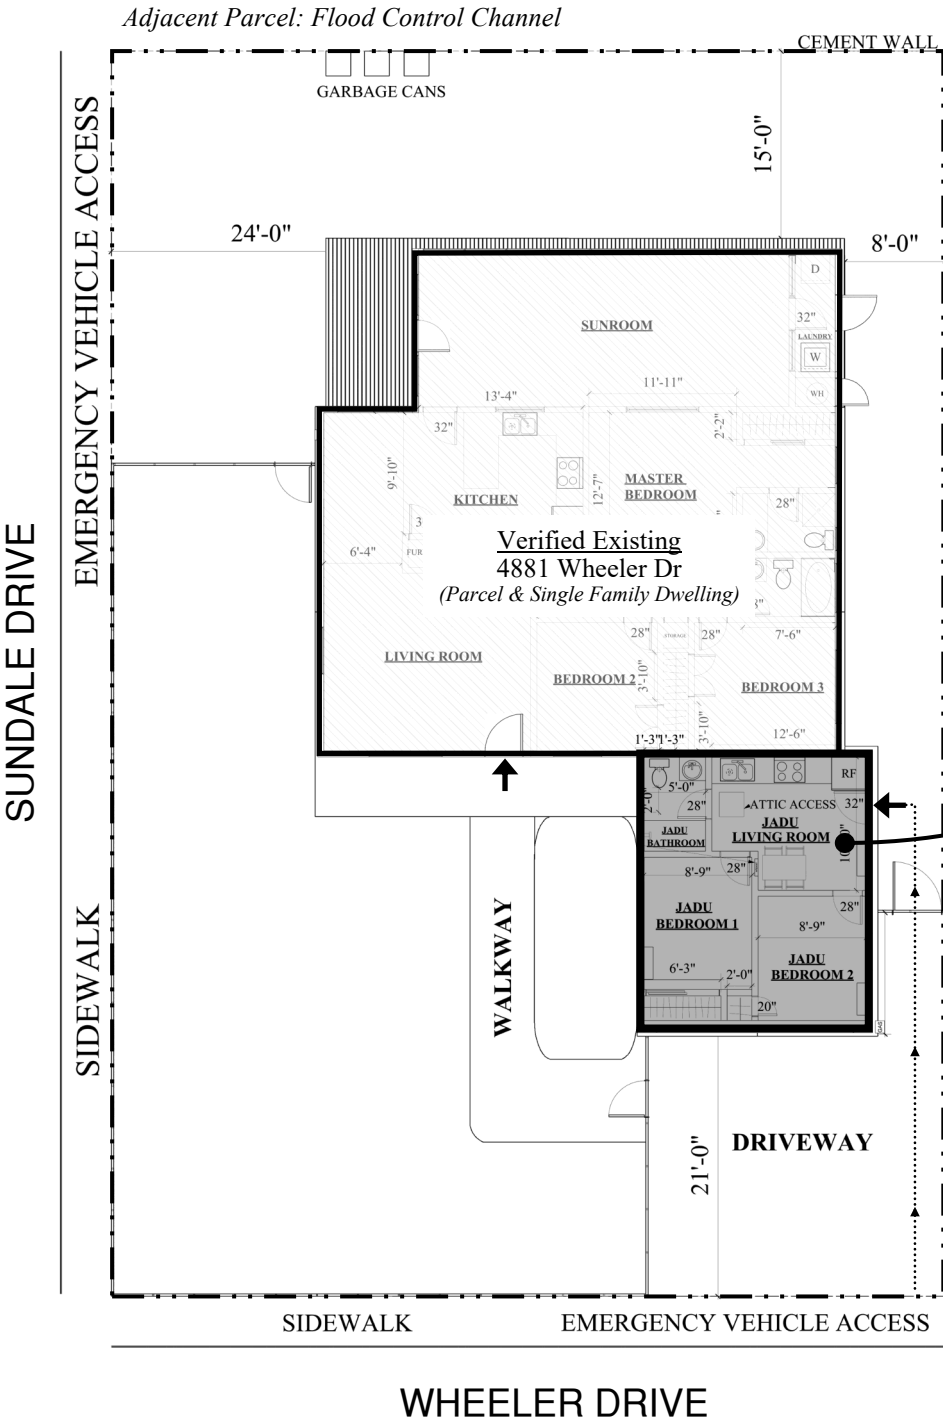 Adjacent Parcel: Flood Control Channel
CEMENT WALL
GARBAGE CANS
EMERGENCY VEHICLE ACCESS
15'-0"
24'-0"
8'-0"
D
SUNROOM
32"
LAUNDRY
W
11'-11"
13'-4"
WH
32"
2'-2"
9'-10"
12'-7"
MASTER
BEDROOM
KITCHEN
28"
3
6'-4"
FUR
Verified Existing
4881 Wheeler Dr
(Parcel & Single Family Dwelling)
SUNDALE DRIVE
28"
STORAGE
28"
7'-6"
LIVING ROOM
BEDROOM 2
3'-10"
BEDROOM 3
3'-10"
12'-6"
1'-3"
1'-3"
RF
5'-0"
2'-0"
28"
ATTIC ACCESS
32"
JADU
LIVING ROOM
JADU
BATHROOM
8'-9"
28"
28"
JADU
BEDROOM 1
8'-9"
JADU
BEDROOM 2
6'-3"
2'-0"
20"
GAS
WALKWAY
SIDEWALK
DRIVEWAY
21'-0"
SIDEWALK
EMERGENCY VEHICLE ACCESS
WHEELER DRIVE